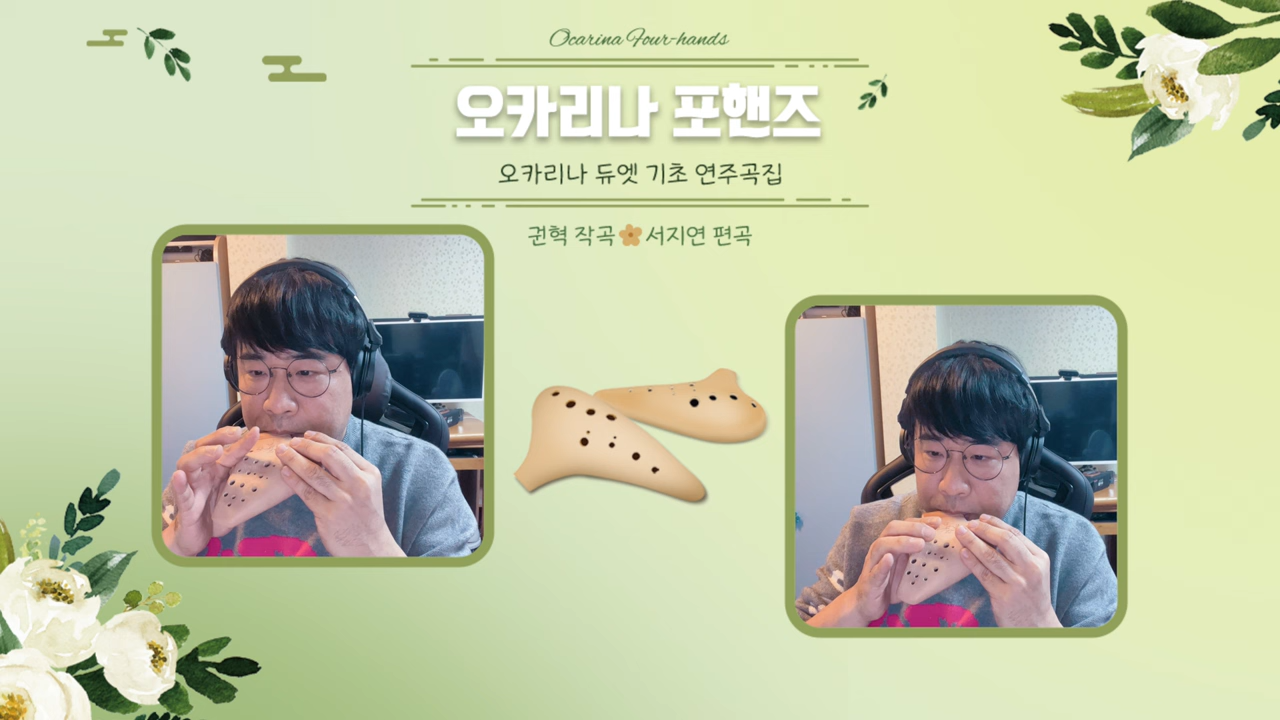 Ocarina Four-hands
오카리나 포핸즈
오카리나 듀엣 기초 연주곡집
권혁 작곡 서지연 편곡